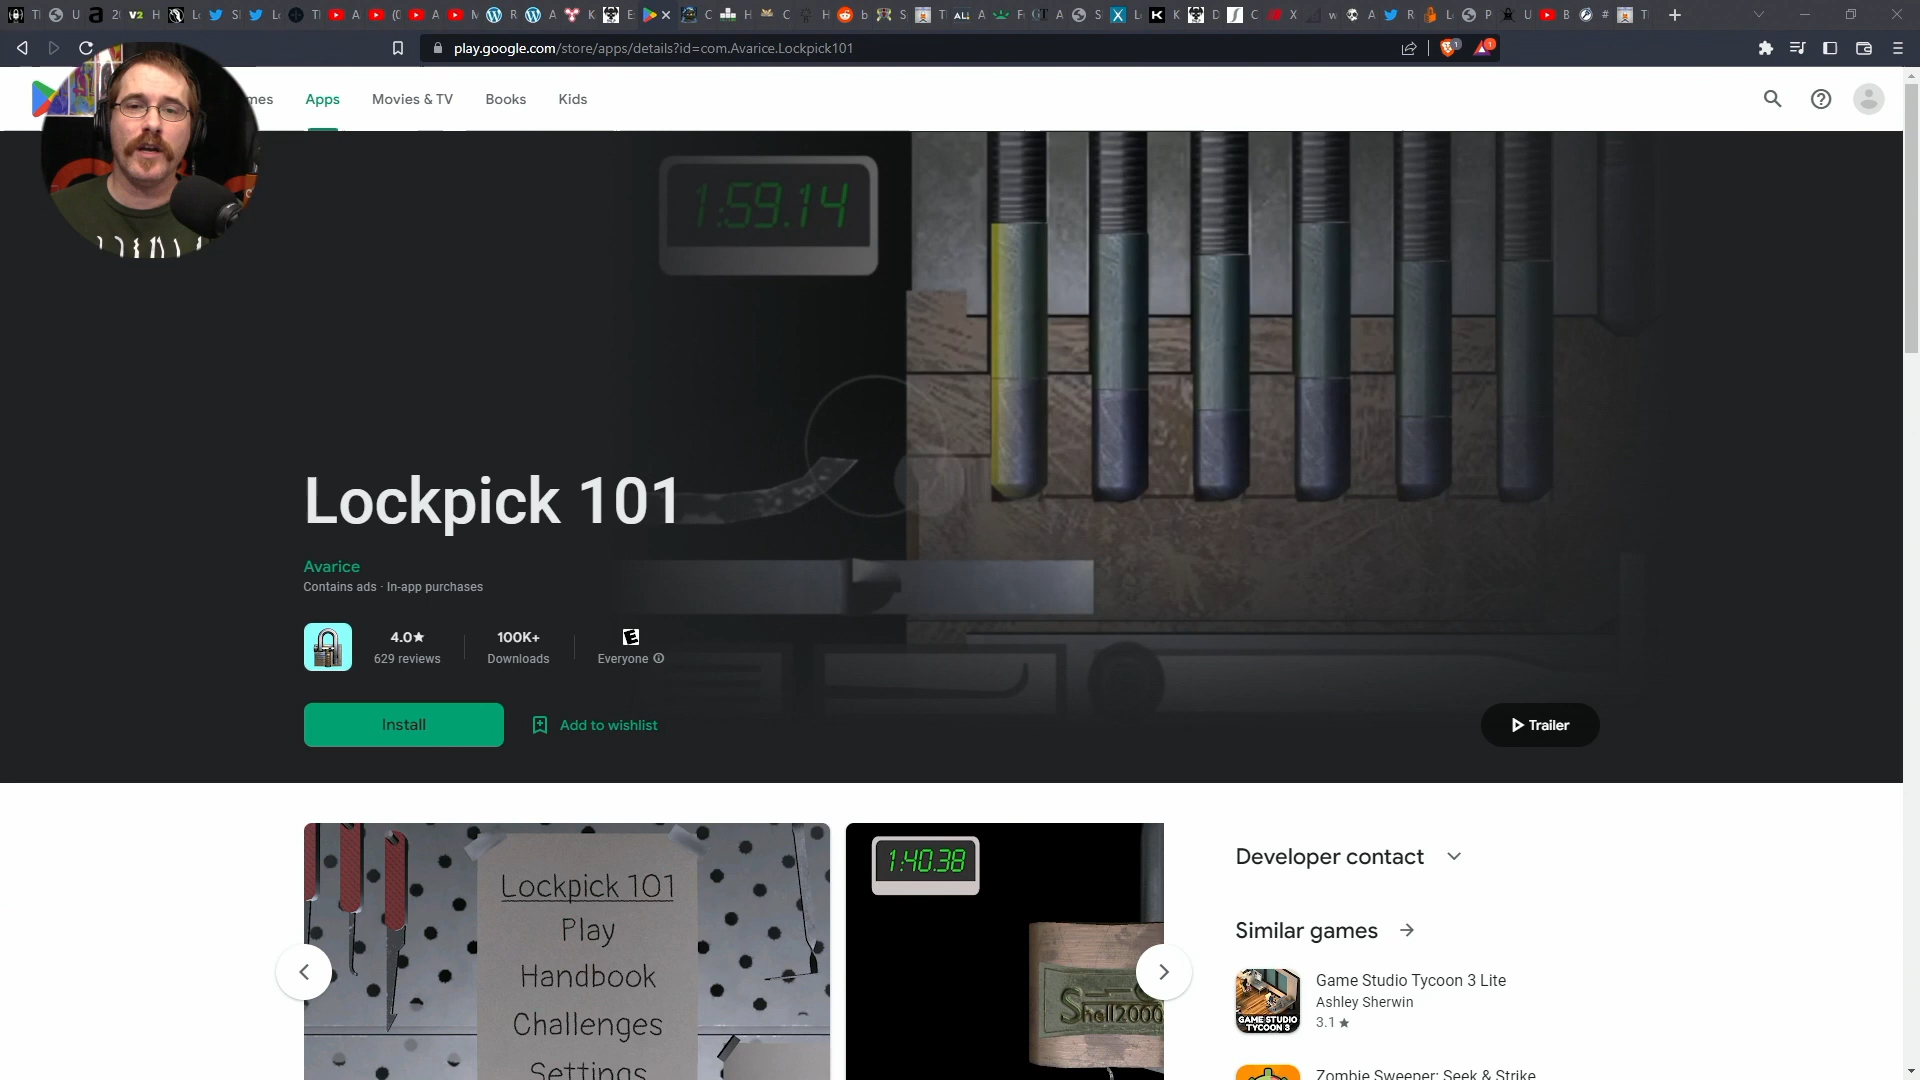 play.google.com/store/apps/details?id=com.Avarice.Lockpick101
mes
Apps
Movies & TV
Books
Kids
1:59.14
Lockpick 101
Avarice
Contains ads · In-app purchases
4.0★
629 reviews
100K+
Downloads
E
Everyone
Install
Add to wishlist
Trailer
Lockpick 101
Play
Handbook
Challenges
Settings
1:40.38
Shell2000
Developer contact
Similar games
GAME STUDIO
TYCOON 3
Game Studio Tycoon 3 Lite
Ashley Sherwin
3.1★
Zombie Sweeper: Seek & Strike